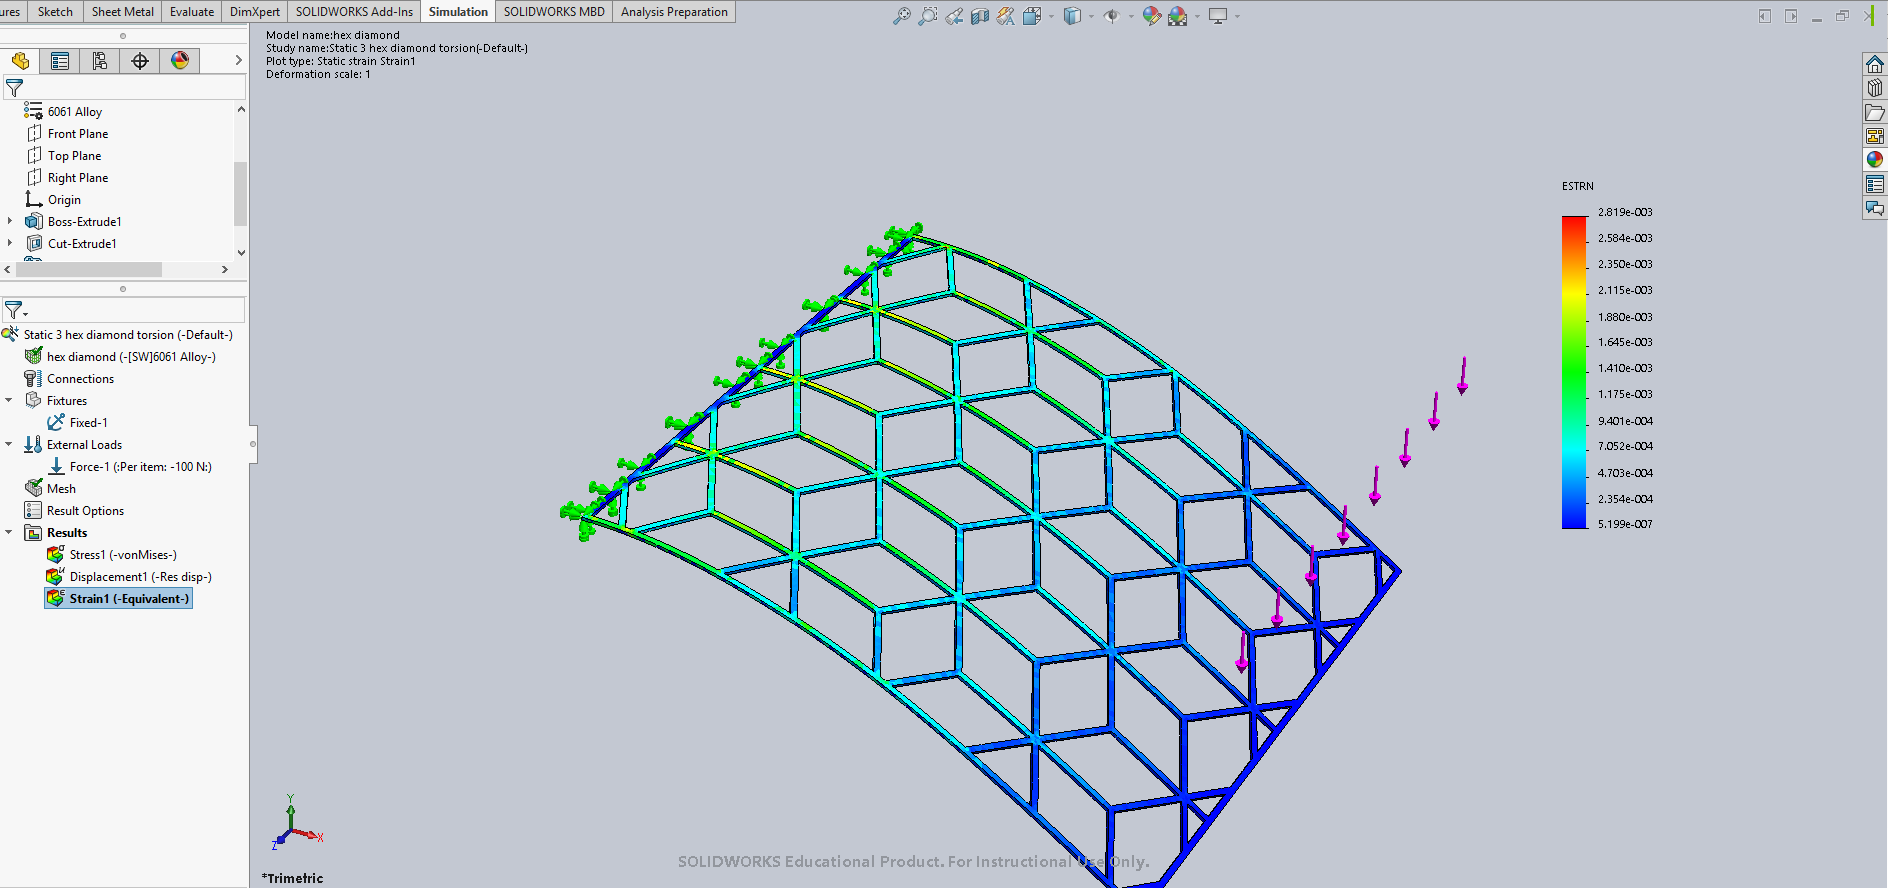 ures Sketch Sheet Metal Evaluate DimXpert SOLIDWORKS Add-Ins Simulation SOLIDWORKS MBD Analysis Preparation
Model name:hex diamond
Study name:Static 3 hex diamond torsion(-Default-)
Plot type: Static strain Strain1
Deformation scale: 1
6061 Alloy
Front Plane
Top Plane
Right Plane
Origin
Boss-Extrude1
Cut-Extrude1
Static 3 hex diamond torsion (-Default-)
hex diamond (-[SW]6061 Alloy-)
Connections
Fixtures
Fixed-1
External Loads
Force-1 (:Per item: -100 N:)
Mesh
Result Options
Results
Stress1 (-vonMises-)
Displacement1 (-Res disp-)
Strain1 (-Equivalent-)
ESTRN
2.819e-003
2.584e-003
2.350e-003
2.115e-003
1.880e-003
1.645e-003
1.410e-003
1.175e-003
9.401e-004
7.052e-004
4.703e-004
2.354e-004
5.199e-007
Y
X
Z
SOLIDWORKS Educational Product. For Instructional Use Only.
*Trimetric